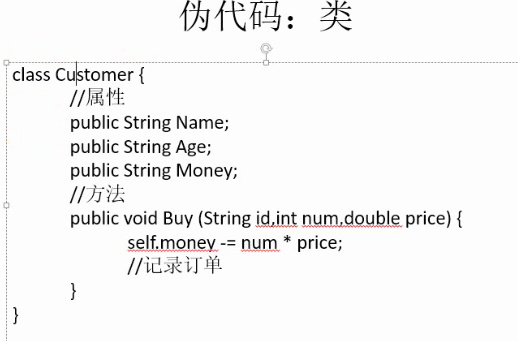 伪代码：类
class Customer {
//属性
public String Name;
public String Age;
public String Money;
//方法
public void Buy (String id,int num,double price) {
self.money -= num * price;
//记录订单
}
}